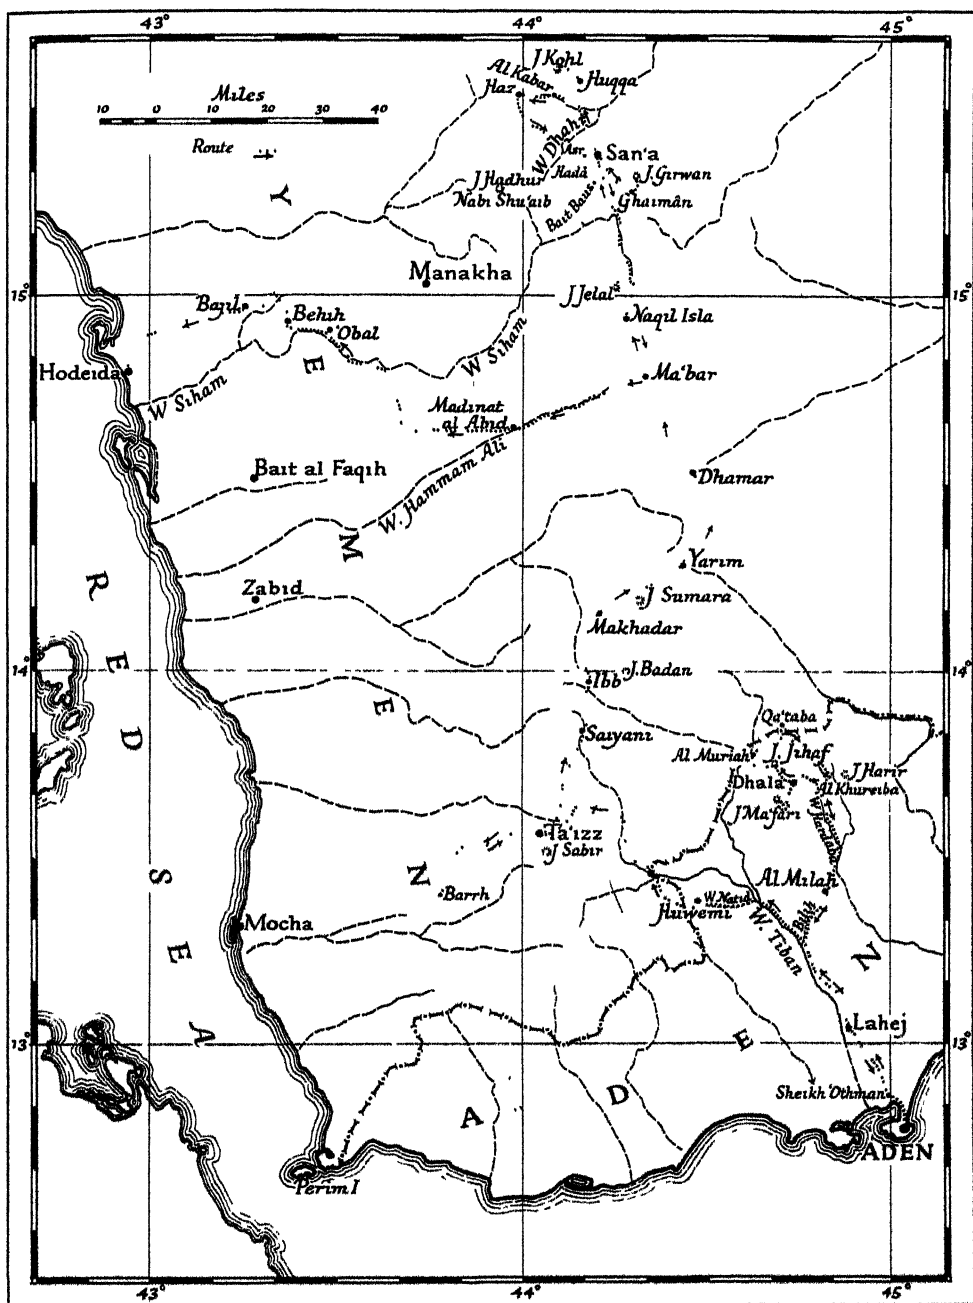 43°
44°
45°
Miles
10 0 10 20 30 40
Route
J Kohl
Al Kabar
Huqqa
Haz
W Dhahr
San'a
Hadà
J. Girwan
J Hadhur
Nabi Shu'aib
Bait Baus
Ghaimân
Y
Manakha
15°
15°
J Jelal
Bajil
Behih
'Obal
Naqil Isla
E
W Siham
Hodeida
W Siham
Ma'bar
Madinat
al Abid
Bait al Faqih
W. Hammam Ali
Dhamar
M
Yarim
R
Zabid
J Sumara
Makhadar
E
14°
14°
Ibb
J. Badan
E
D
Qa'taba
Saiyani
Al Muriah
J. Jihaf
J Harir
Dhala
Al Khureiba
J Ma'fari
W Hardaba
Ta'izz
J Sabir
S
N
Barrh
Al Milah
W. Natid
Huwemi
Mocha
W. Tiban
E
N
A
Lahej
13°
13°
E
Sheikh 'Othman
D
A
ADEN
Perim I
43°
44°
45°